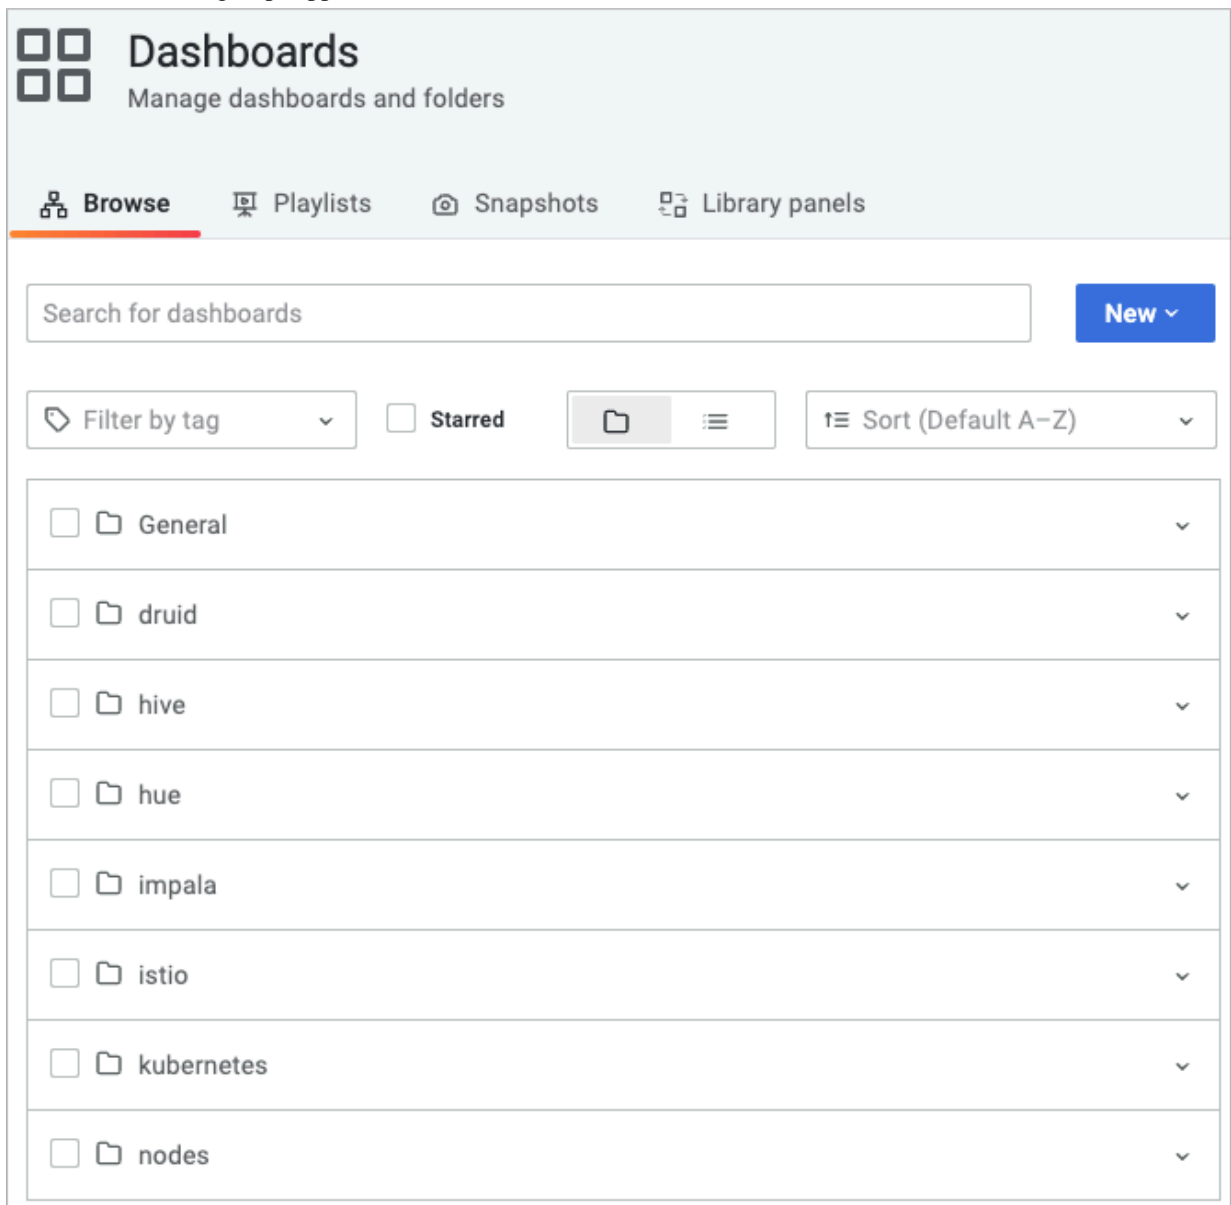 Dashboards
Manage dashboards and folders
Browse Playlists Snapshots Library panels
Search for dashboards New
Filter by tag Starred Sort (Default A–Z)
General
druid
hive
hue
impala
istio
kubernetes
nodes